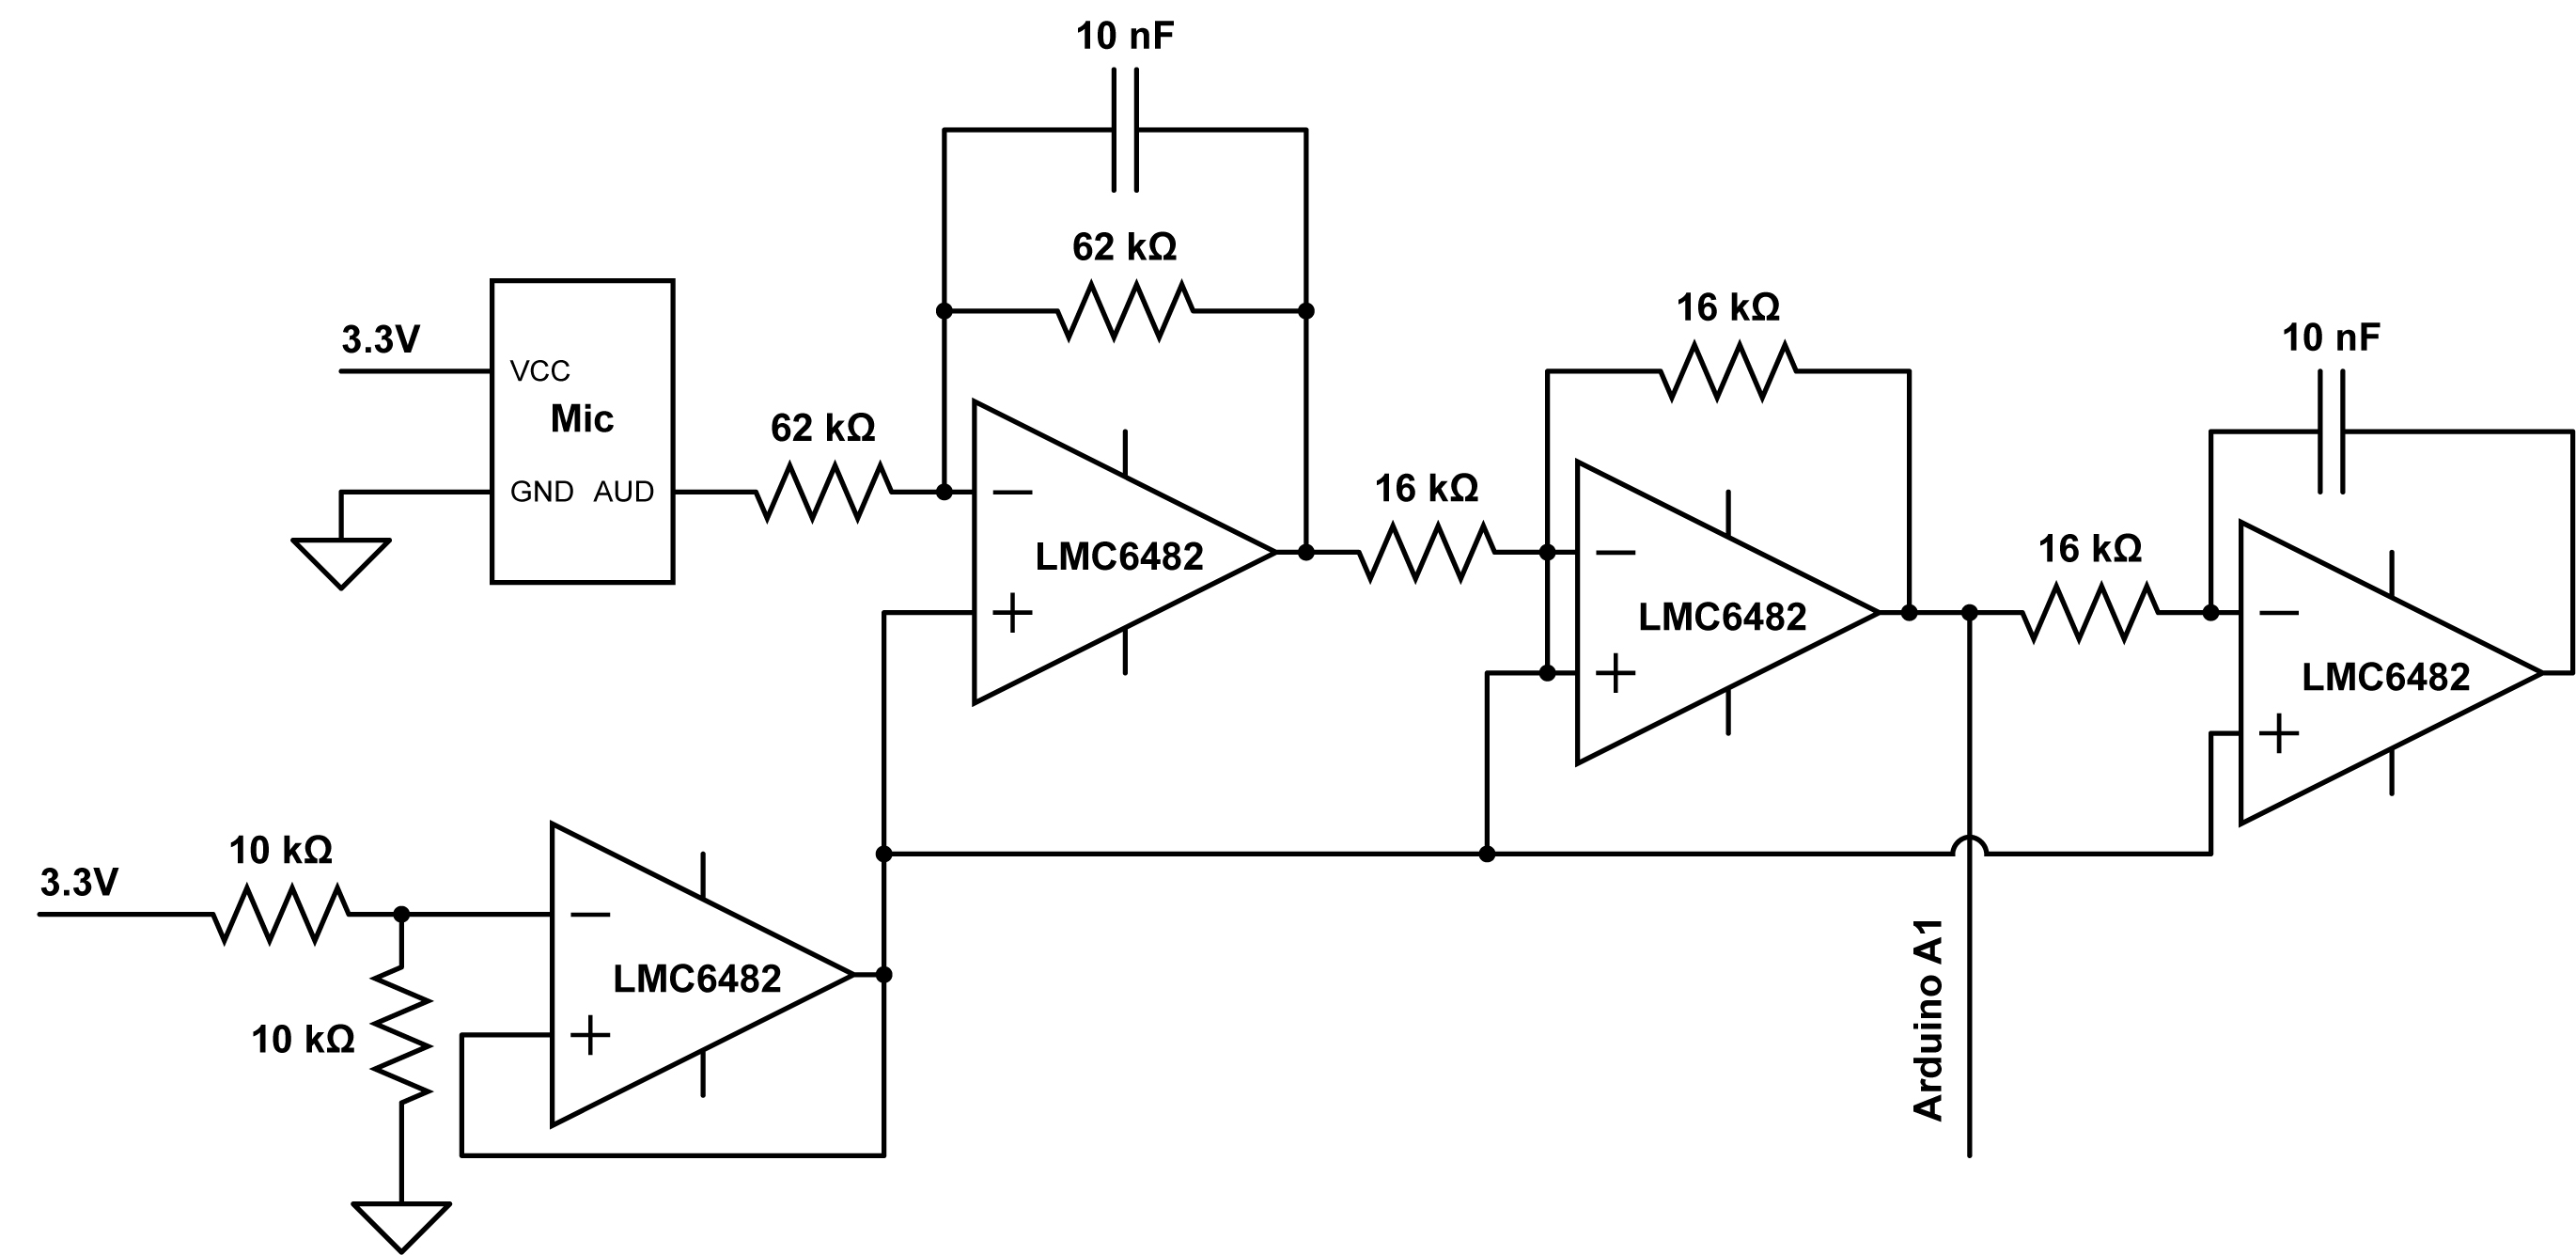 10 nF
62 kΩ
16 kΩ
3.3V
VCC
Mic
GND AUD
62 kΩ
10 nF
16 kΩ
16 kΩ
LMC6482
LMC6482
LMC6482
10 kΩ
3.3V
LMC6482
10 kΩ
Arduino A1